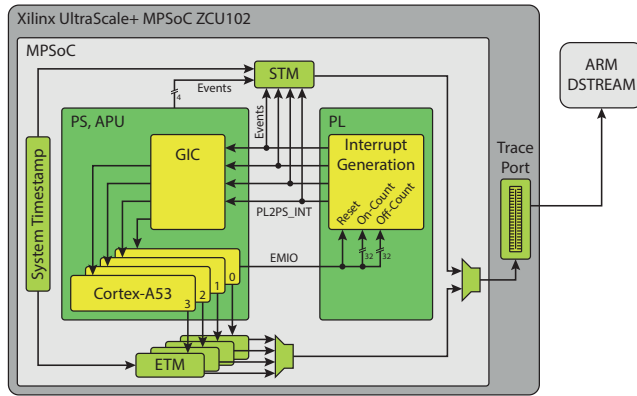 Xilinx UltraScale+ MPSoC ZCU102
MPSoC
STM
ARM
DSTREAM
4
Events
Events
PS, APU
PL
GIC
Interrupt
Generation
Trace
Port
System Timestamp
PL2PS_INT
Reset
On-Count
Off-Count
32
32
EMIO
0
1
2
3
Cortex-A53
ETM